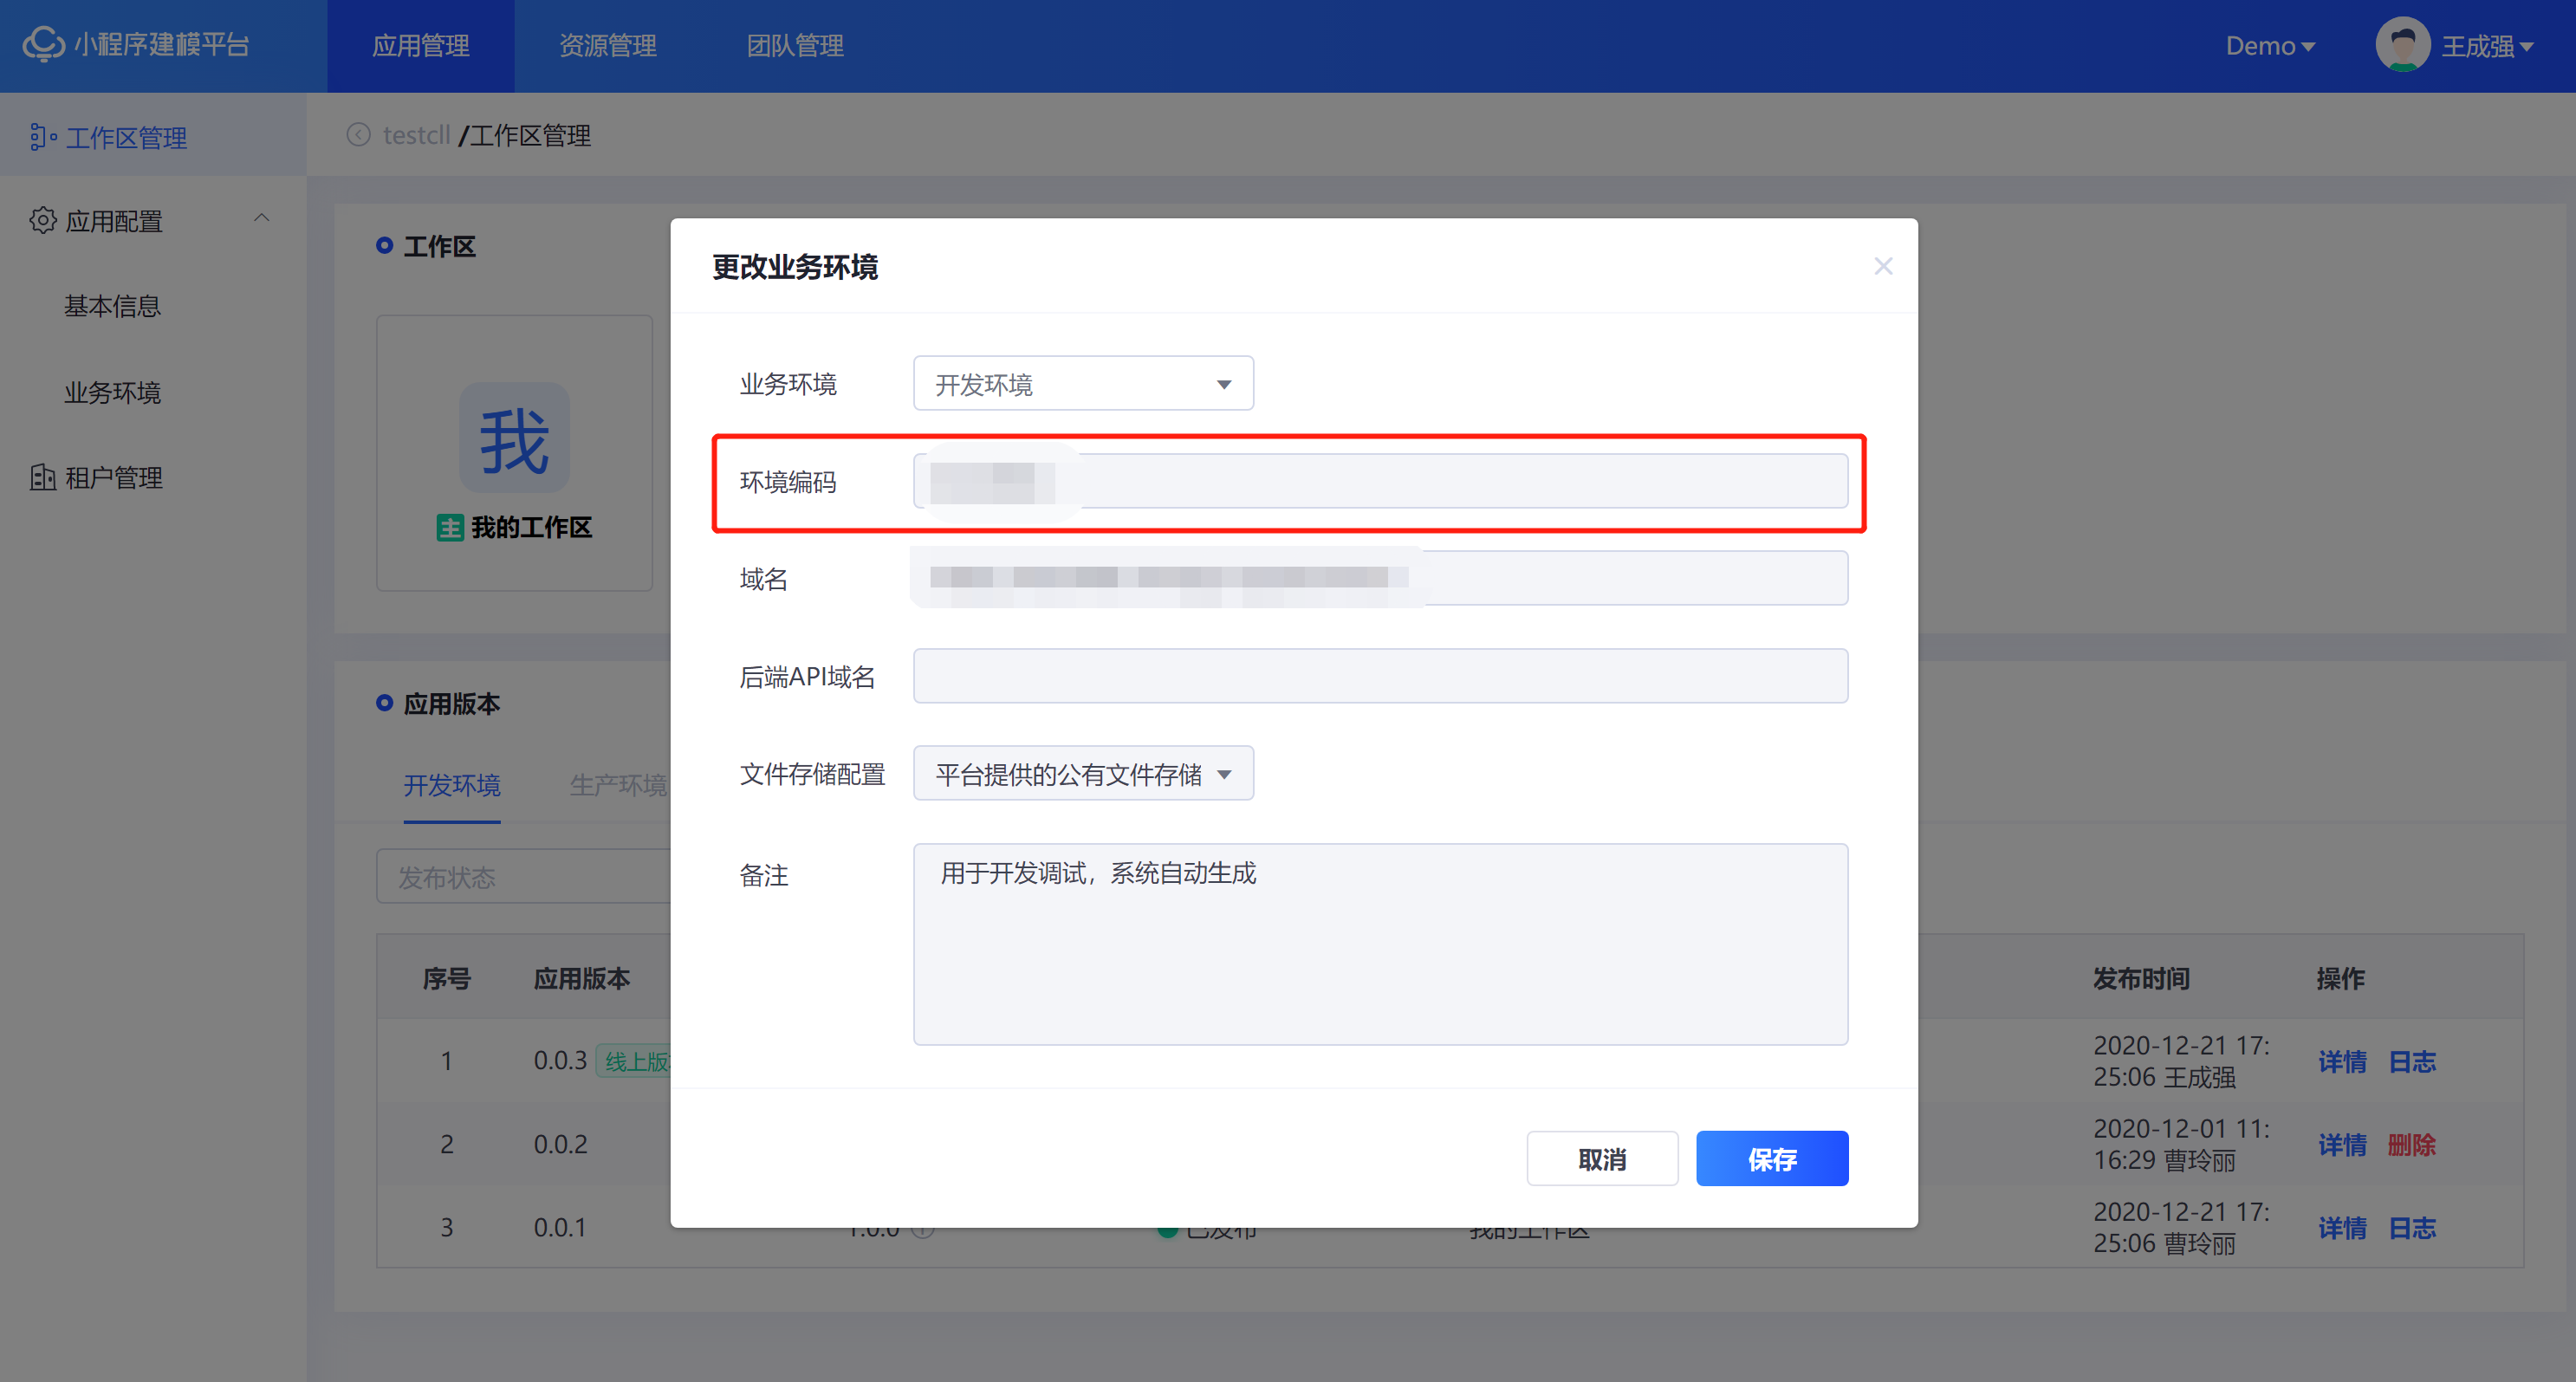 小程序建模平台
应用管理
资源管理
团队管理
Demo
王成强
工作区管理
testcll /工作区管理
应用配置
基本信息
业务环境
租户管理
工作区
我
主 我的工作区
更改业务环境
业务环境
开发环境
环境编码
域名
后端API域名
文件存储配置
平台提供的公有文件存储
备注
用于开发调试，系统自动生成
取消
保存
应用版本
开发环境
生产环境
发布状态
序号
应用版本
发布时间
操作
1
0.0.3
线上版
2020-12-21 17:
25:06 王成强
详情
日志
2
0.0.2
2020-12-01 11:
16:29 曹玲丽
详情
删除
3
0.0.1
1.0.0
已发布
我的工作区
2020-12-21 17:
25:06 曹玲丽
详情
日志